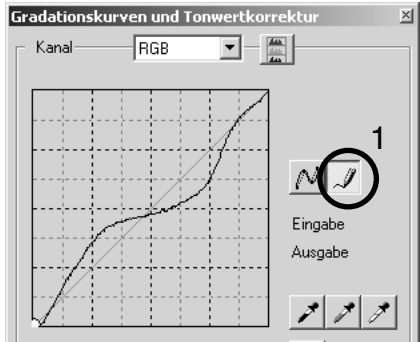 Gradationskurven und Tonwertkorrektur
Kanal RGB
1
Eingabe
Ausgabe